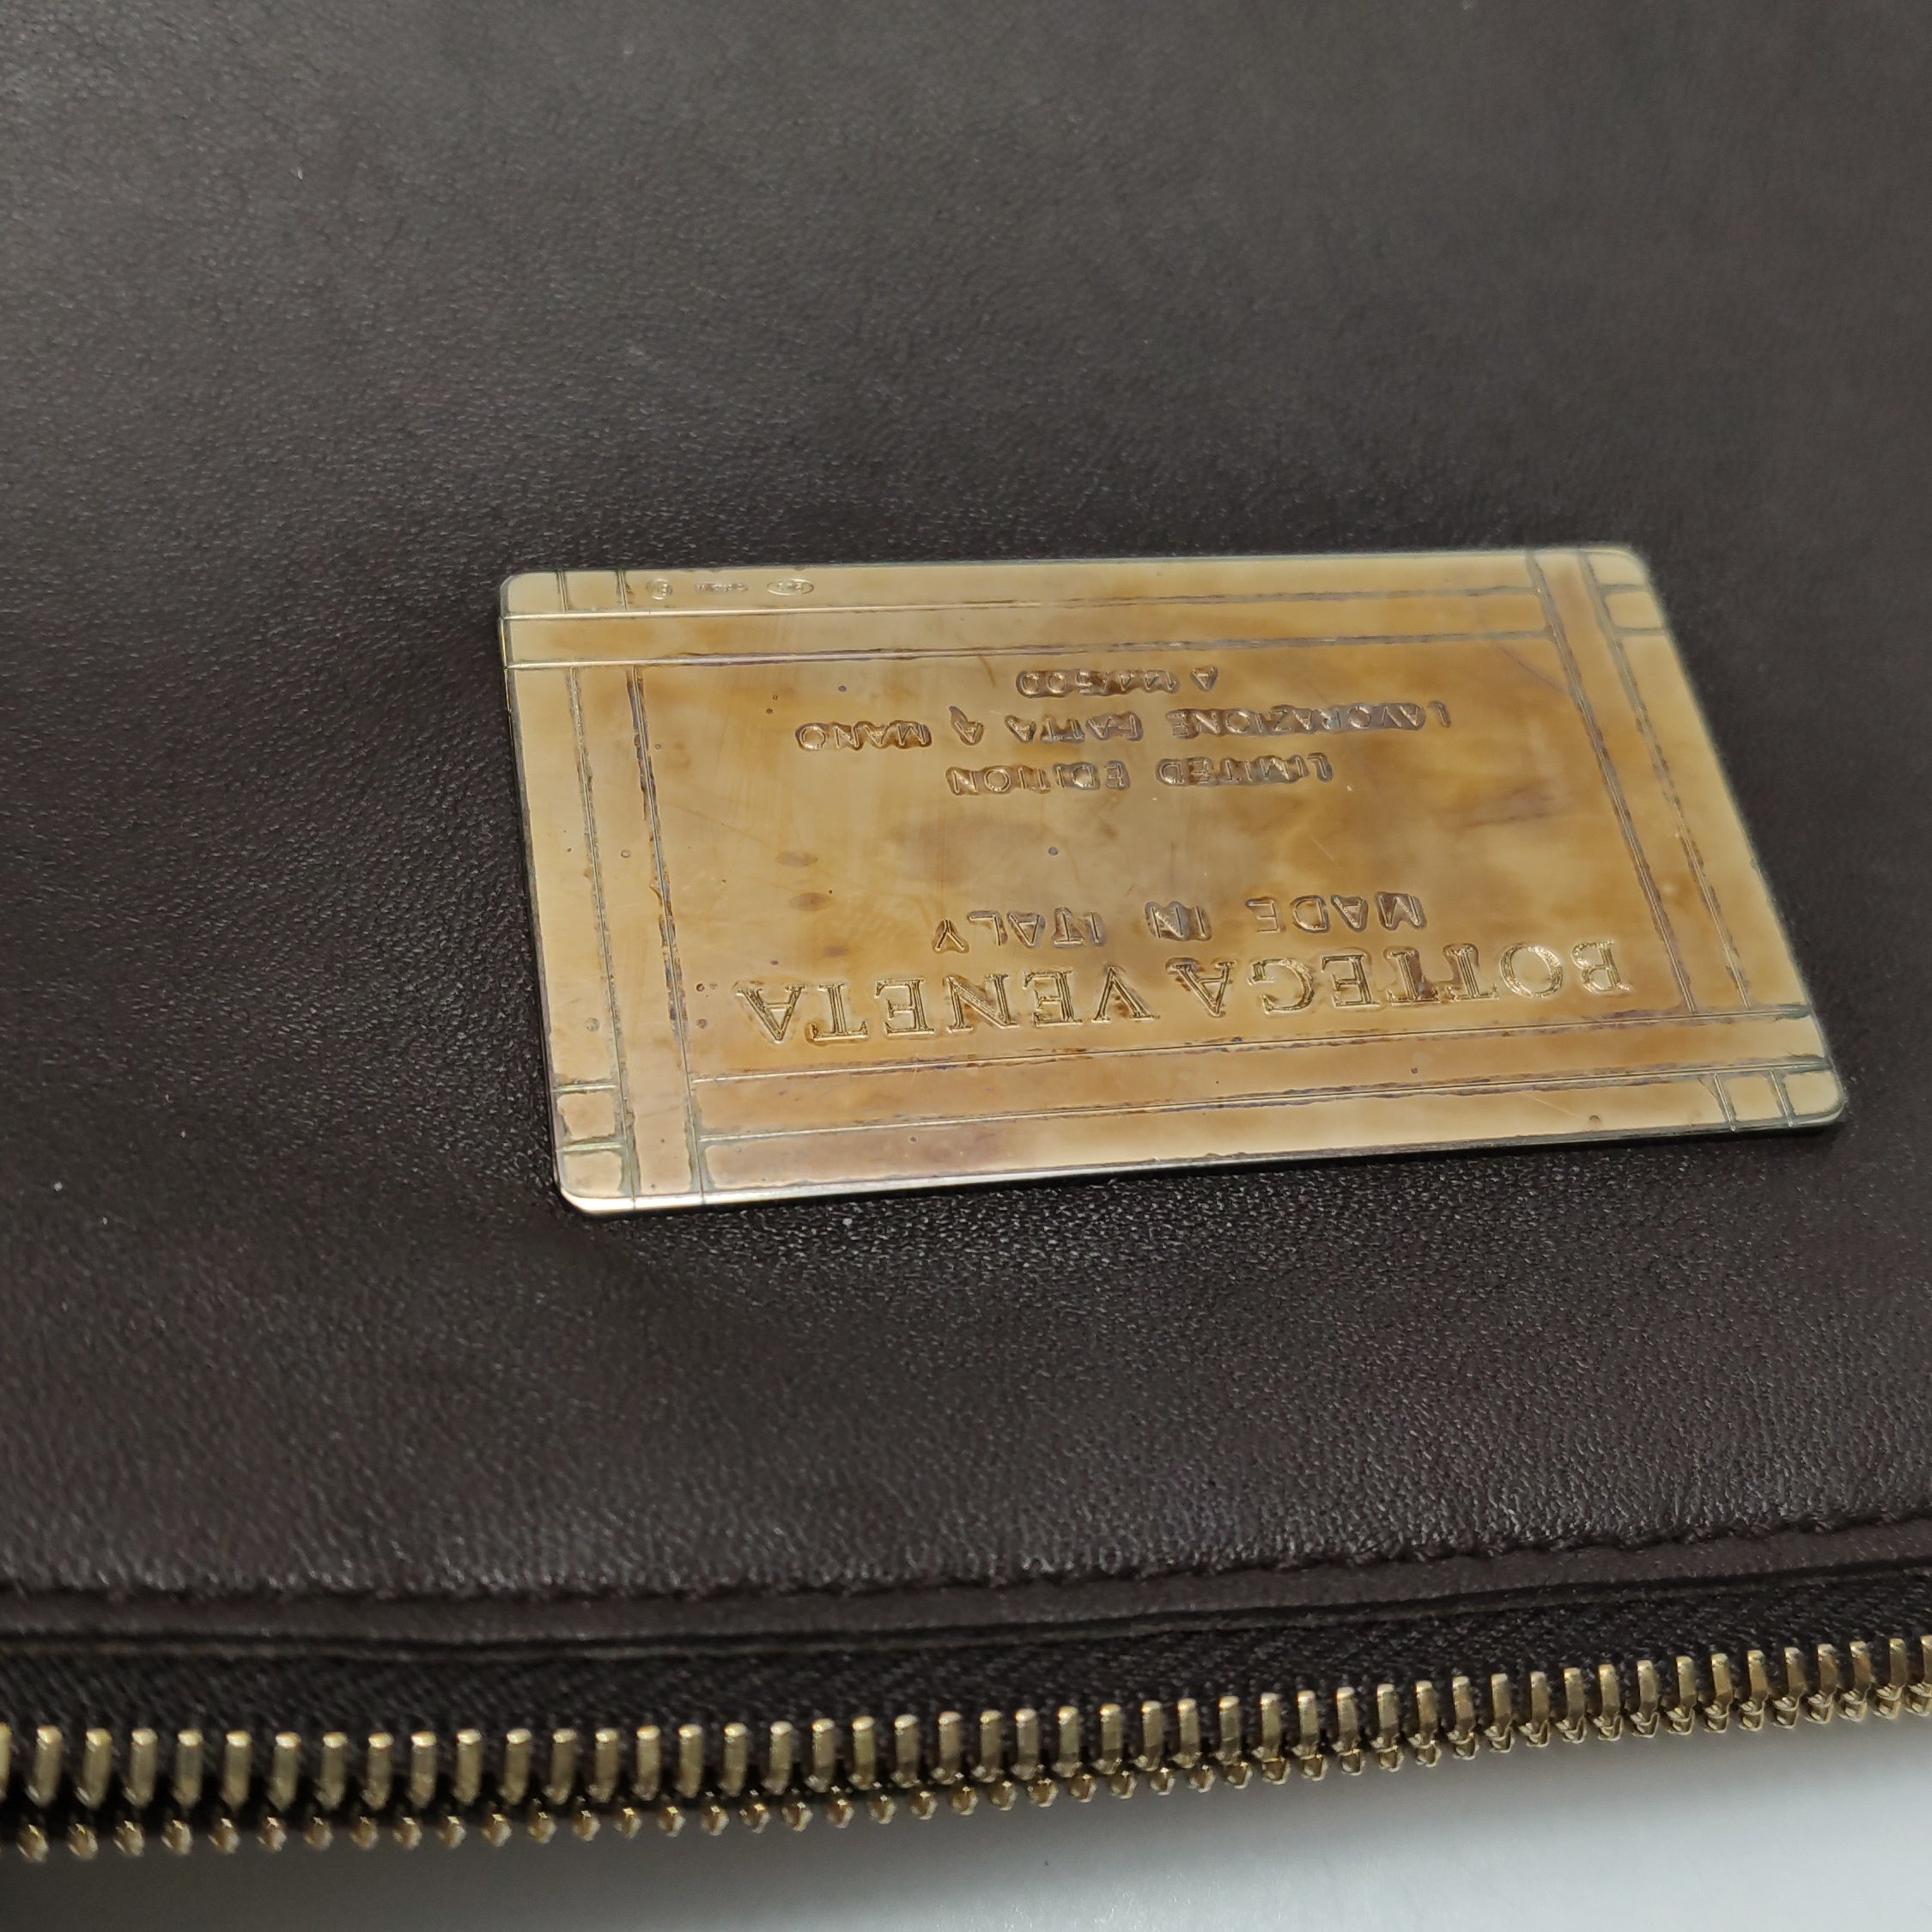 BOTTEGA VENETA
MADE IN ITALY
LIMITED EDITION
LAVORAZIONE FATTA A MANO
A